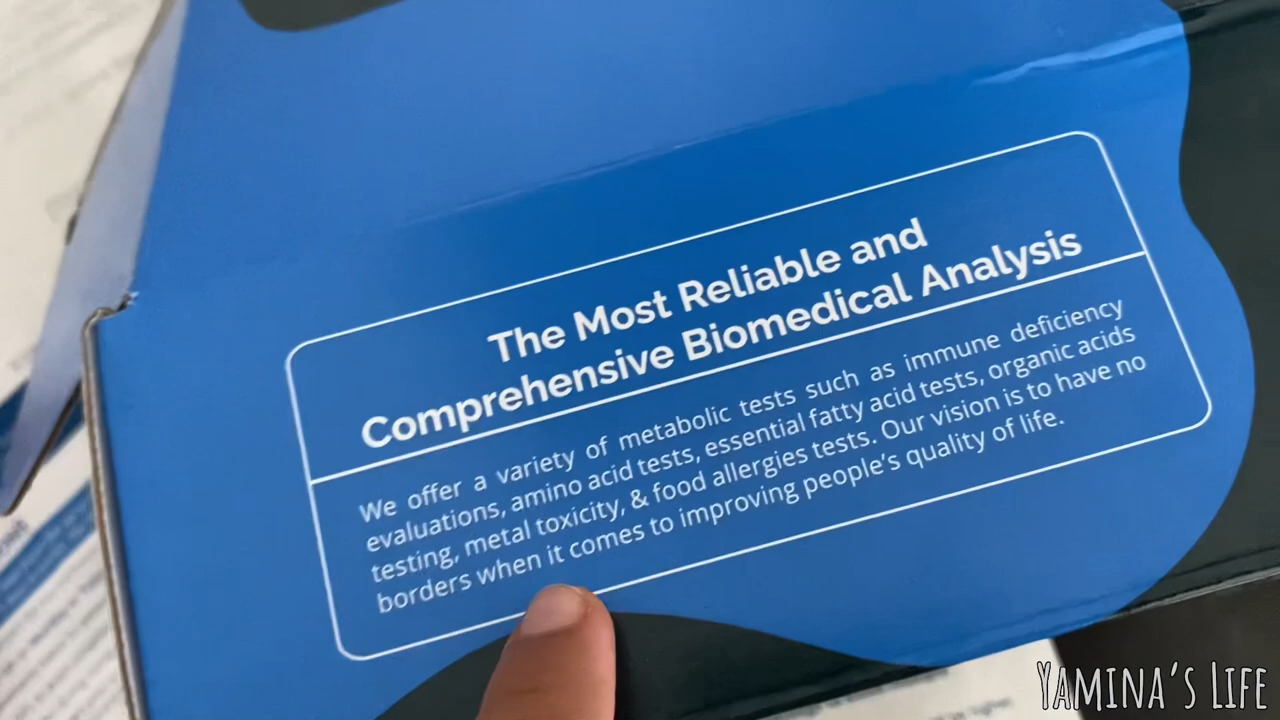 The Most Reliable and
Comprehensive Biomedical Analysis
We offer a variety of metabolic tests such as immune deficiency
evaluations, amino acid tests, essential fatty acid tests, organic acids
testing, metal toxicity, & food allergies tests. Our vision is to have no
borders when it comes to improving people's quality of life.
YAMINA'S LIFE